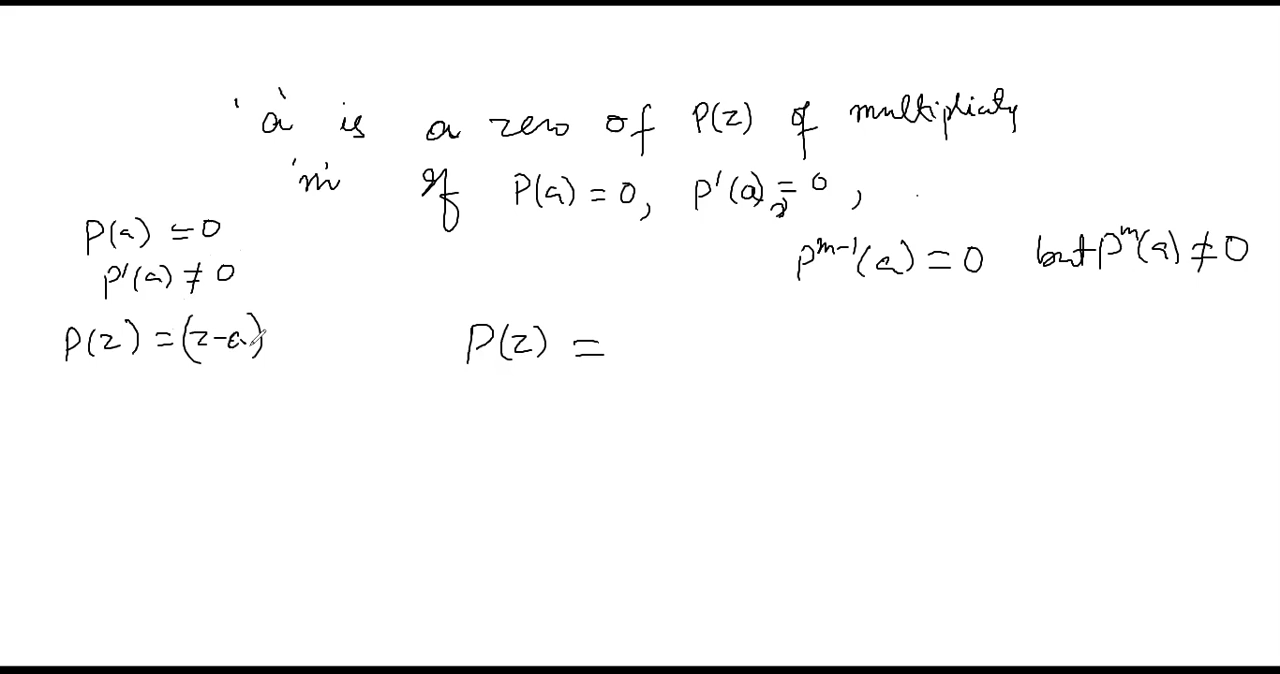 'a' is a zero of P(z) of multiplicity
'm' if P(a) = 0, P'(a) = 0,
P(a) = 0
P^{m-1}(a) = 0 but P^m(a) ≠ 0
P'(a) ≠ 0
P(z) = (z-a)
P(z) =